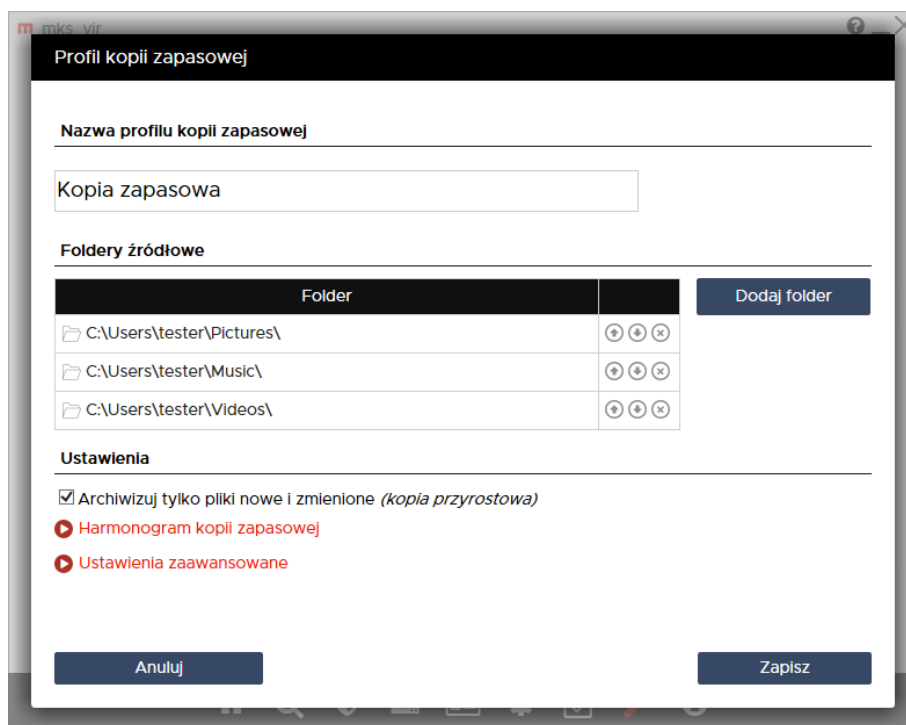 mks_vir
Profil kopii zapasowej
Nazwa profilu kopii zapasowej
Kopia zapasowa
Foldery źródłowe
Folder
Dodaj folder
C:\Users\tester\Pictures\
C:\Users\tester\Music\
C:\Users\tester\Videos\
Ustawienia
Archiwizuj tylko pliki nowe i zmienione (kopia przyrostowa)
Harmonogram kopii zapasowej
Ustawienia zaawansowane
Anuluj
Zapisz